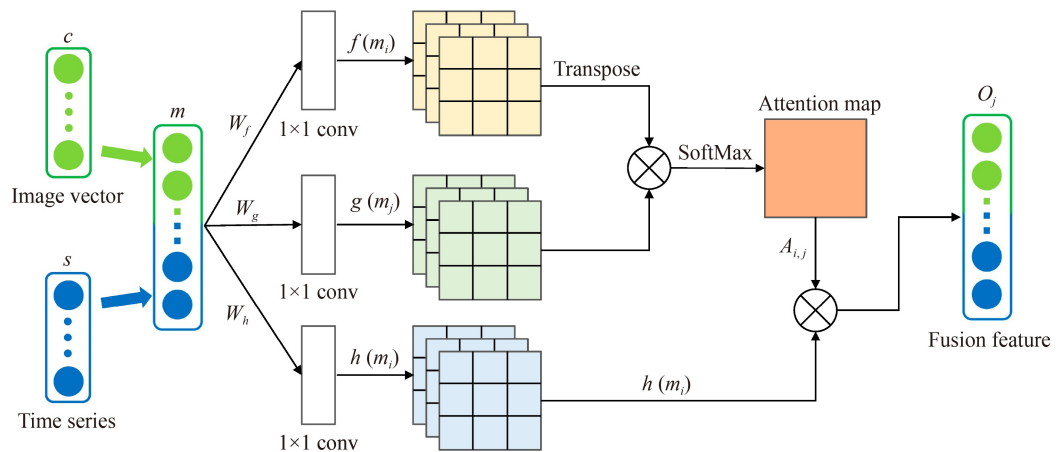 c
Image vector
s
Time series
m
W_f
W_g
W_h
1×1 conv
f (m_i)
1×1 conv
g (m_j)
1×1 conv
h (m_i)
Transpose
SoftMax
Attention map
A_{i,j}
h (m_i)
O_j
Fusion feature